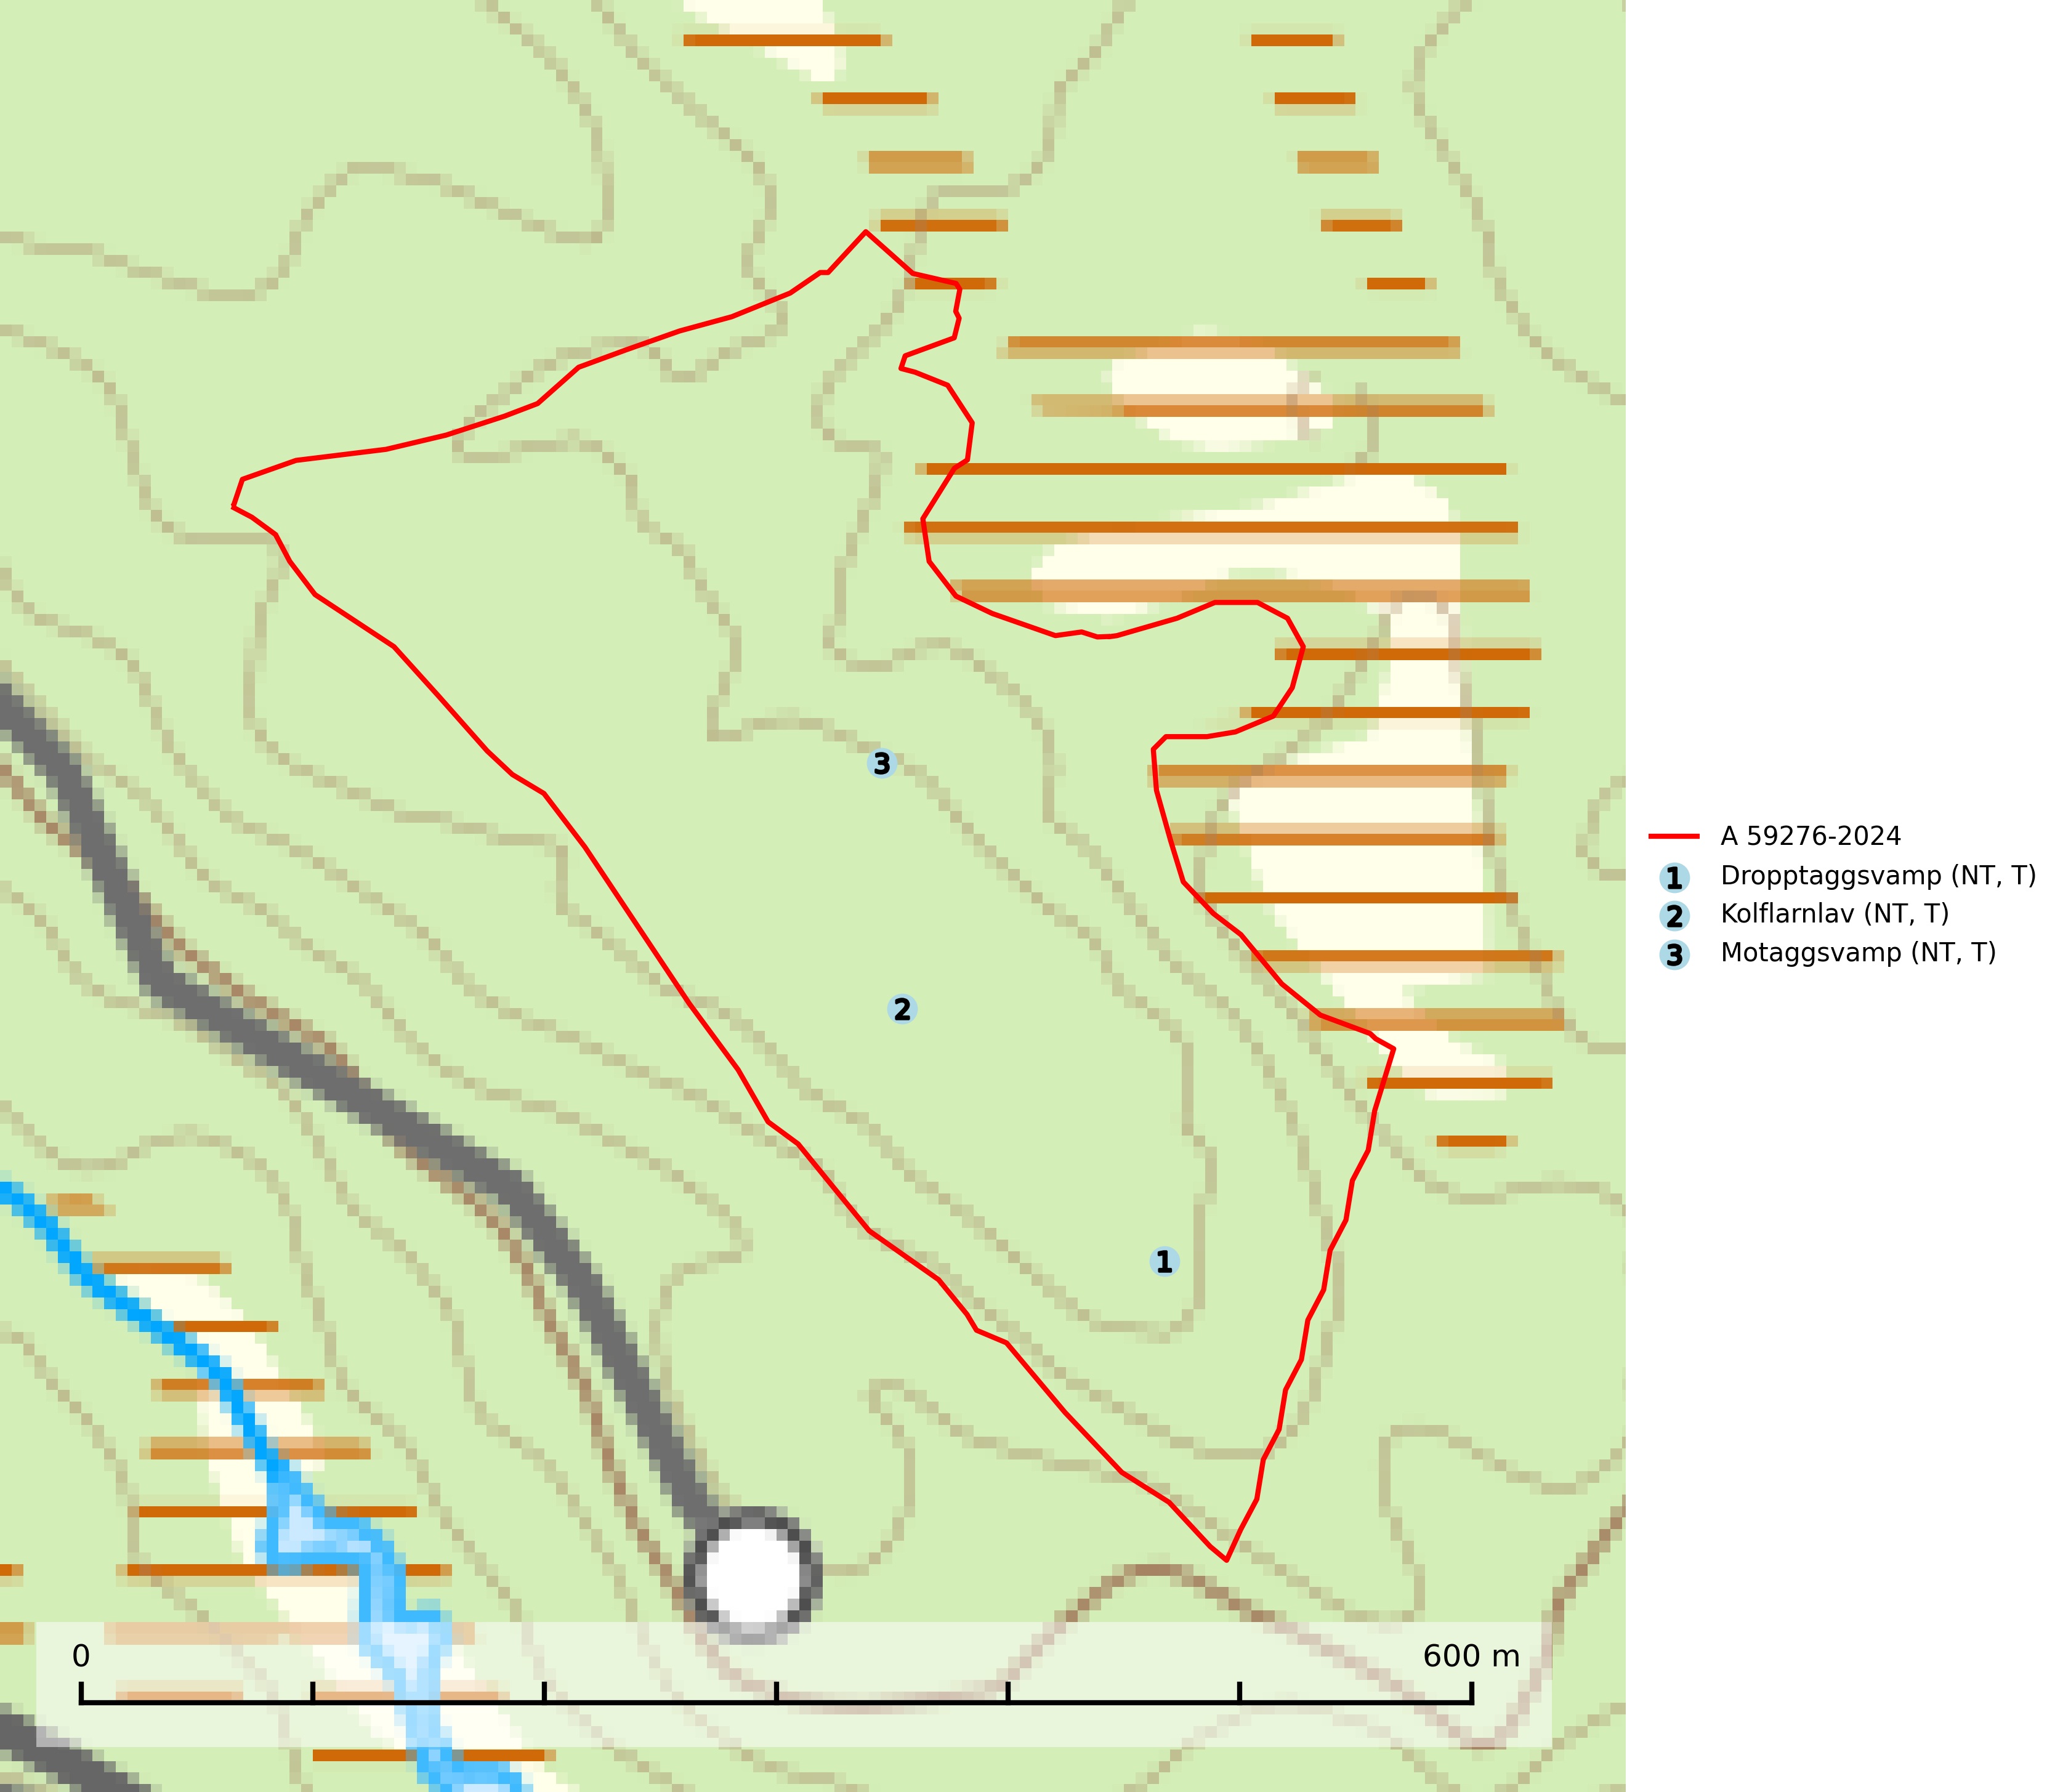 3
2
1
A 59276-2024
1 Dropptaggsvamp (NT, T)
2 Kolflarnlav (NT, T)
3 Motaggsvamp (NT, T)
0 600 m